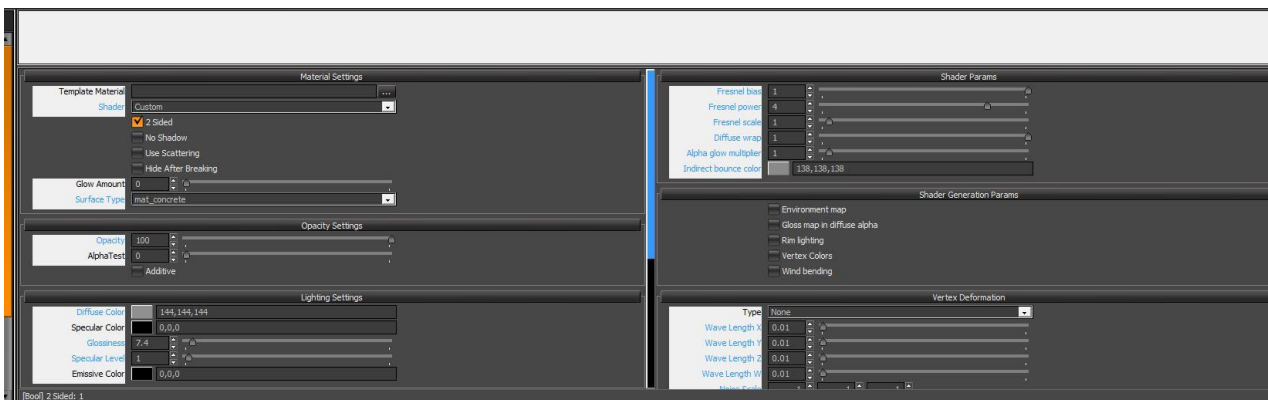 Material Settings
Template Material ...
Shader Custom
2 Sided
No Shadow
Use Scattering
Hide After Breaking
Glow Amount 0
Surface Type mat_concrete
Opacity Settings
Opacity 100
AlphaTest 0
Additive
Lighting Settings
Diffuse Color 144,144,144
Specular Color 0,0,0
Glossiness 7.4
Specular Level 1
Emissive Color 0,0,0
Shader Params
Fresnel bias 1
Fresnel power 4
Fresnel scale 1
Diffuse wrap 1
Alpha glow multiplier 1
Indirect bounce color 138,138,138
Shader Generation Params
Environment map
Gloss map in diffuse alpha
Rim lighting
Vertex Colors
Wind bending
Vertex Deformation
Type None
Wave Length X 0.01
Wave Length Y 0.01
Wave Length Z 0.01
Wave Length W 0.01
Noise Scale
[Bool] 2 Sided: 1